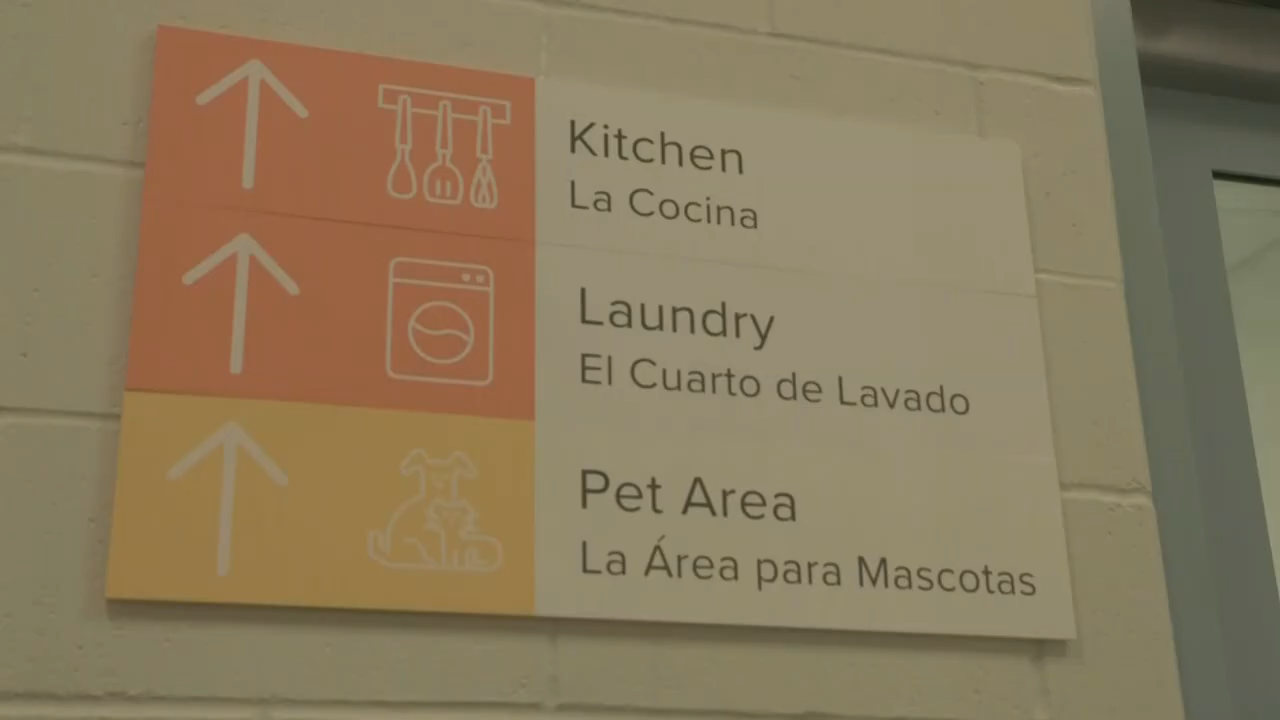 Kitchen
La Cocina
Laundry
El Cuarto de Lavado
Pet Area
La Área para Mascotas